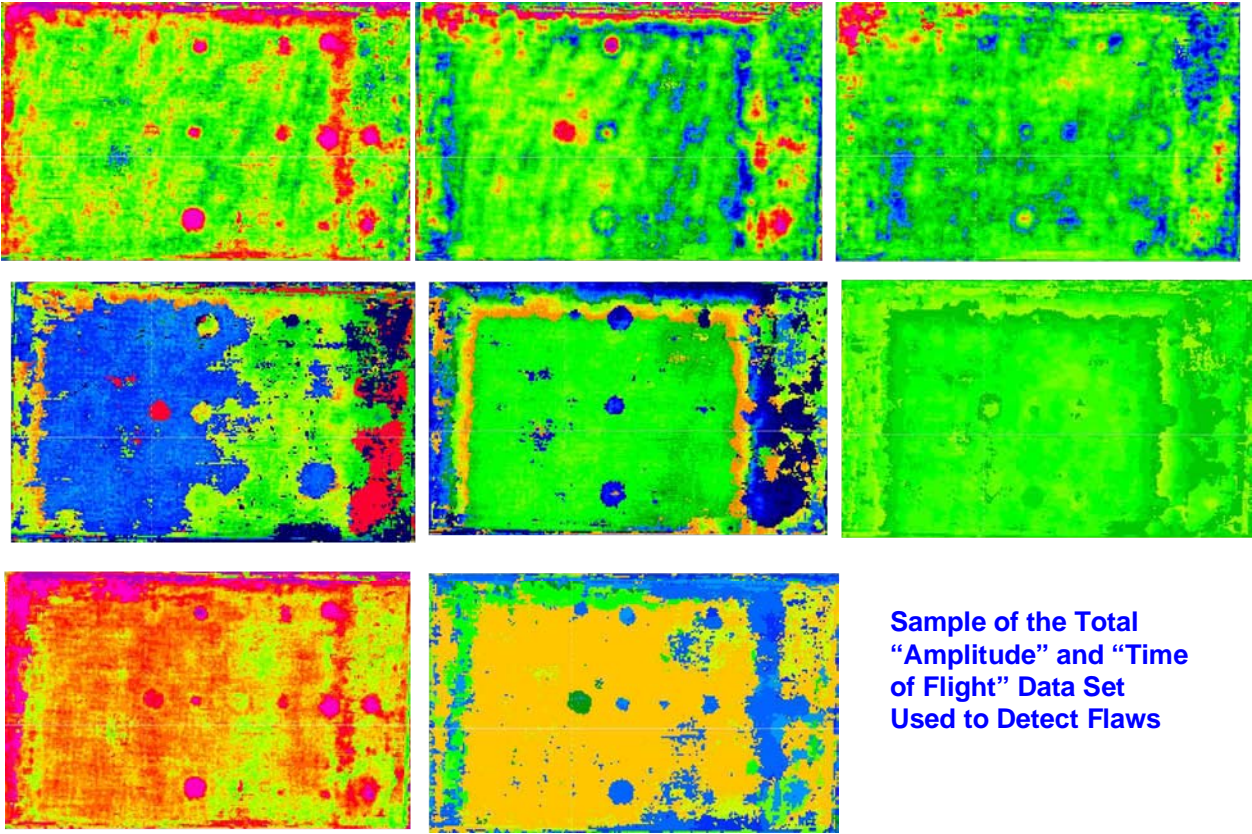 Sample of the Total
“Amplitude” and “Time
of Flight” Data Set
Used to Detect Flaws